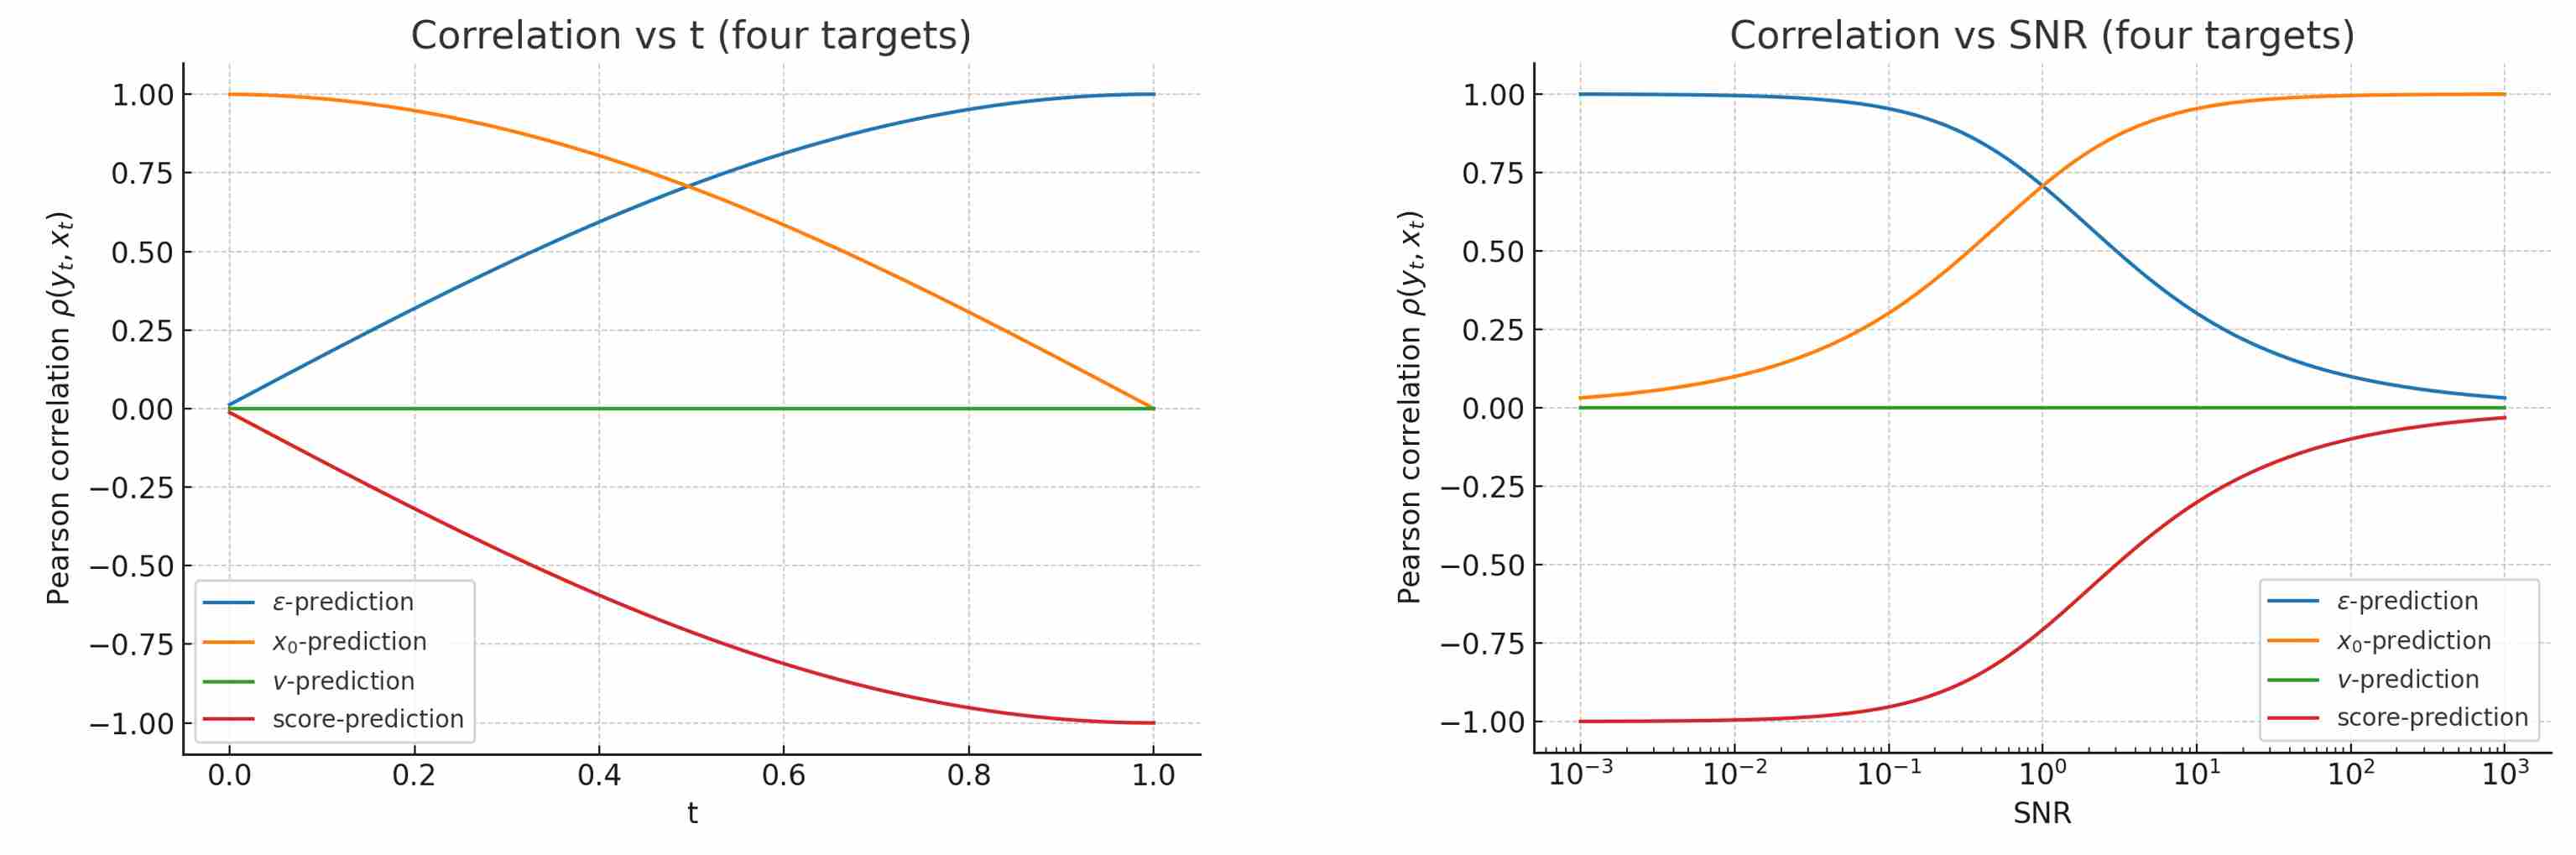 Correlation vs t (four targets)
Pearson correlation ρ(yₜ, xₜ)
1.00
0.75
0.50
0.25
0.00
−0.25
−0.50
−0.75
−1.00
ε-prediction
x₀-prediction
v-prediction
score-prediction
0.0 0.2 0.4 0.6 0.8 1.0
t
Correlation vs SNR (four targets)
Pearson correlation ρ(yₜ, xₜ)
1.00
0.75
0.50
0.25
0.00
−0.25
−0.50
−0.75
−1.00
ε-prediction
x₀-prediction
v-prediction
score-prediction
10⁻³ 10⁻² 10⁻¹ 10⁰ 10¹ 10² 10³
SNR